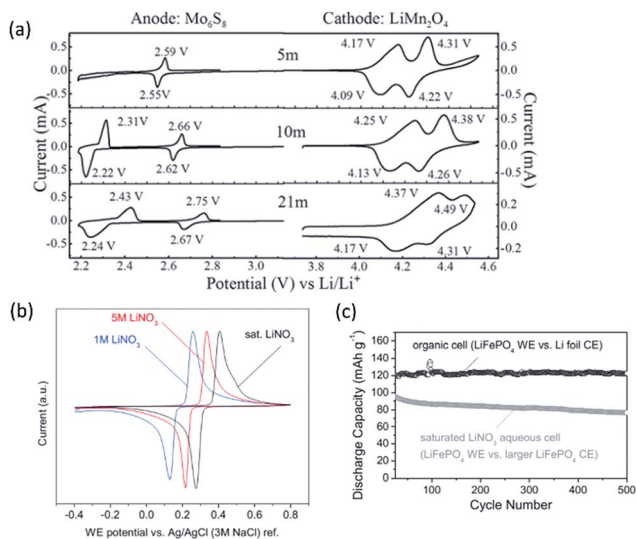 (a)
Anode: Mo₆S₈
Cathode: LiMn₂O₄
0.5
0.0
-0.5
2.59 V
2.55V
5m
4.17 V
4.31 V
4.09 V
4.22 V
0.5
0.0
-0.5
Current (mA)
0.5
0.0
-0.5
2.31V
2.66 V
2.22 V
2.62 V
10m
4.25 V
4.38 V
4.13 V
4.26 V
0.5
0.0
-0.5
Current (mA)
0.5
0.0
-0.5
2.43 V
2.75 V
2.24 V
2.67 V
21m
4.37 V
4.49 V
4.17 V
4.31 V
0.2
0.0
-0.2
2.2 2.4 2.6 2.8 3.0 3.8 4.0 4.2 4.4 4.6
Potential (V) vs Li/Li⁺
(b)
5M LiNO₃
1M LiNO₃
sat. LiNO₃
Current (a.u.)
-0.4 -0.2 0.0 0.2 0.4 0.6 0.8
WE potential vs. Ag/AgCl (3M NaCl) ref.
(c)
Discharge Capacity (mAh g⁻¹)
160
140
120
100
80
60
40
20
0
organic cell (LiFePO₄ WE vs. Li foil CE)
saturated LiNO₃ aqueous cell
(LiFePO₄ WE vs. larger LiFePO₄ CE)
100 200 300 400 500
Cycle Number